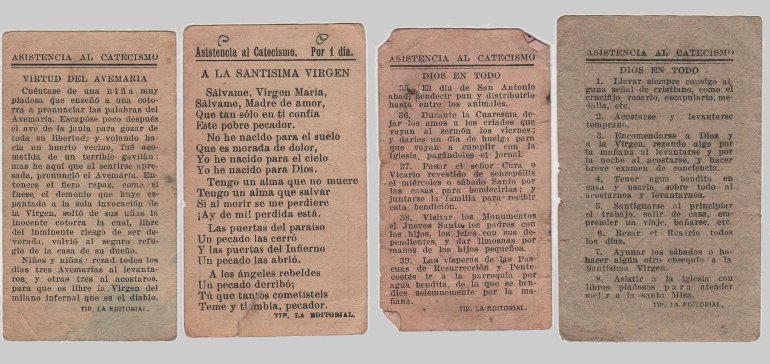 ASISTENCIA AL CATECISMO
VIRTUD DEL AVEMARIA
Cuéntase de una niña, muy
piadosa que enseñó a una coto-
rra a pronunciar las palabras del
Avemaría. Escapóse poco después
el ave de la jaula para gozar de
toda su libertad; y volando ha-
cia un huerto vecino, fué aco-
metida de un terrible gavilán;
mas he aquí que al sentirse apre-
sada, pronunció el Avemaría. En-
tonces el fiero rapaz, como si
fuese el demonio que huye es-
pantado a la sola invocación de
la Virgen, soltó de sus uñas la
inocente cotorra la cual, libre
del inminente riesgo de ser de-
vorada, volvió al seguro refu-
gio de la casa de su dueño.
Niños y niñas: rezad todos los
días tres Avemarías al levanta-
ros, y otras tres al acostaros,
para que os libre la Virgen del
milano infernal que es el diablo.
TIP. LA EDITORIAL.
Asistencia al Catecismo. Por 1 día.
A LA SANTISIMA VIRGEN
Sálvame, Virgen María,
Sálvame, Madre de amor,
Que tan sólo en ti confía
Este pobre pecador.
No he nacido para el suelo
Que es morada de dolor,
Yo he nacido para el cielo
Yo he nacido para Dios.
Tengo un alma que no muere
Tengo un alma que salvar
Si al morir se me perdiere
¡Ay de mí! perdida está.
Las puertas del paraíso
Un pecado las cerró
Y las puertas del infierno
Un pecado las abrió.
A los ángeles rebeldes
Un pecado derribó;
Tú que tantos cometisteis
Teme y tiembla, pecador.
TIP. LA EDITORIAL.
ASISTENCIA AL CATECISMO
DIOS EN TODO
35. El día de San Antonio
abad, bendecir pan y distribuirlo
hasta entre los animales.
36. Durante la Cuaresma de-
jar los amos a los criados que
vayan al sermón los viernes;
y darles un día de huelga para
que vayan a cumplir con la
Iglesia, pagándoles el jornal.
37. Pasar el señor Cura o
Vicario revestido de sobrepelliz
el miércoles o sábado Santo por
las casas, para bendecirlas; y
juntarse la familia para recibir
esta bendición.
38. Visitar los Monumentos
el Jueves Santo los padres con
los hijos, los jefes con sus de-
pendientes, y dar limosnas por
manos de los hijos pequeños.
39. Las vísperas de las Pas-
cuas de Resurrección y Pente-
costés ir a la parroquia por
agua bendita, de la que se ben-
dice solemnemente por la ma-
ñana.
TIP. LA EDITORIAL.
ASISTENCIA AL CATECISMO
DIOS EN TODO
1. Llevar siempre consigo al-
guna señal de cristiano, como el
crucifijo rosario, escapulario, me-
dalla, etc.
2. Acostarse y levantarse
temprano.
3. Encomendarse a Dios y
a la Virgen, rezando algo por
la mañana al levantarse y por
la noche al acostarse, y hacer
breve examen de conciencia.
4. Tener agua bendita en
casa y usarla, sobre todo al
acostarnos y levantarnos.
5. Santiguarse al principiar
el trabajo, salir de casa, em-
prender un viaje, bañarse, etc.
6. Rezar el Rosario todos
los días.
7. Ayunar los sábados o ha-
hacer algún otro obsequio a la
Santísima Virgen.
8. Asistir a la iglesia con
libros piadosos para atender
mejor a la santa Misa.
TIP. LA EDITORIAL.